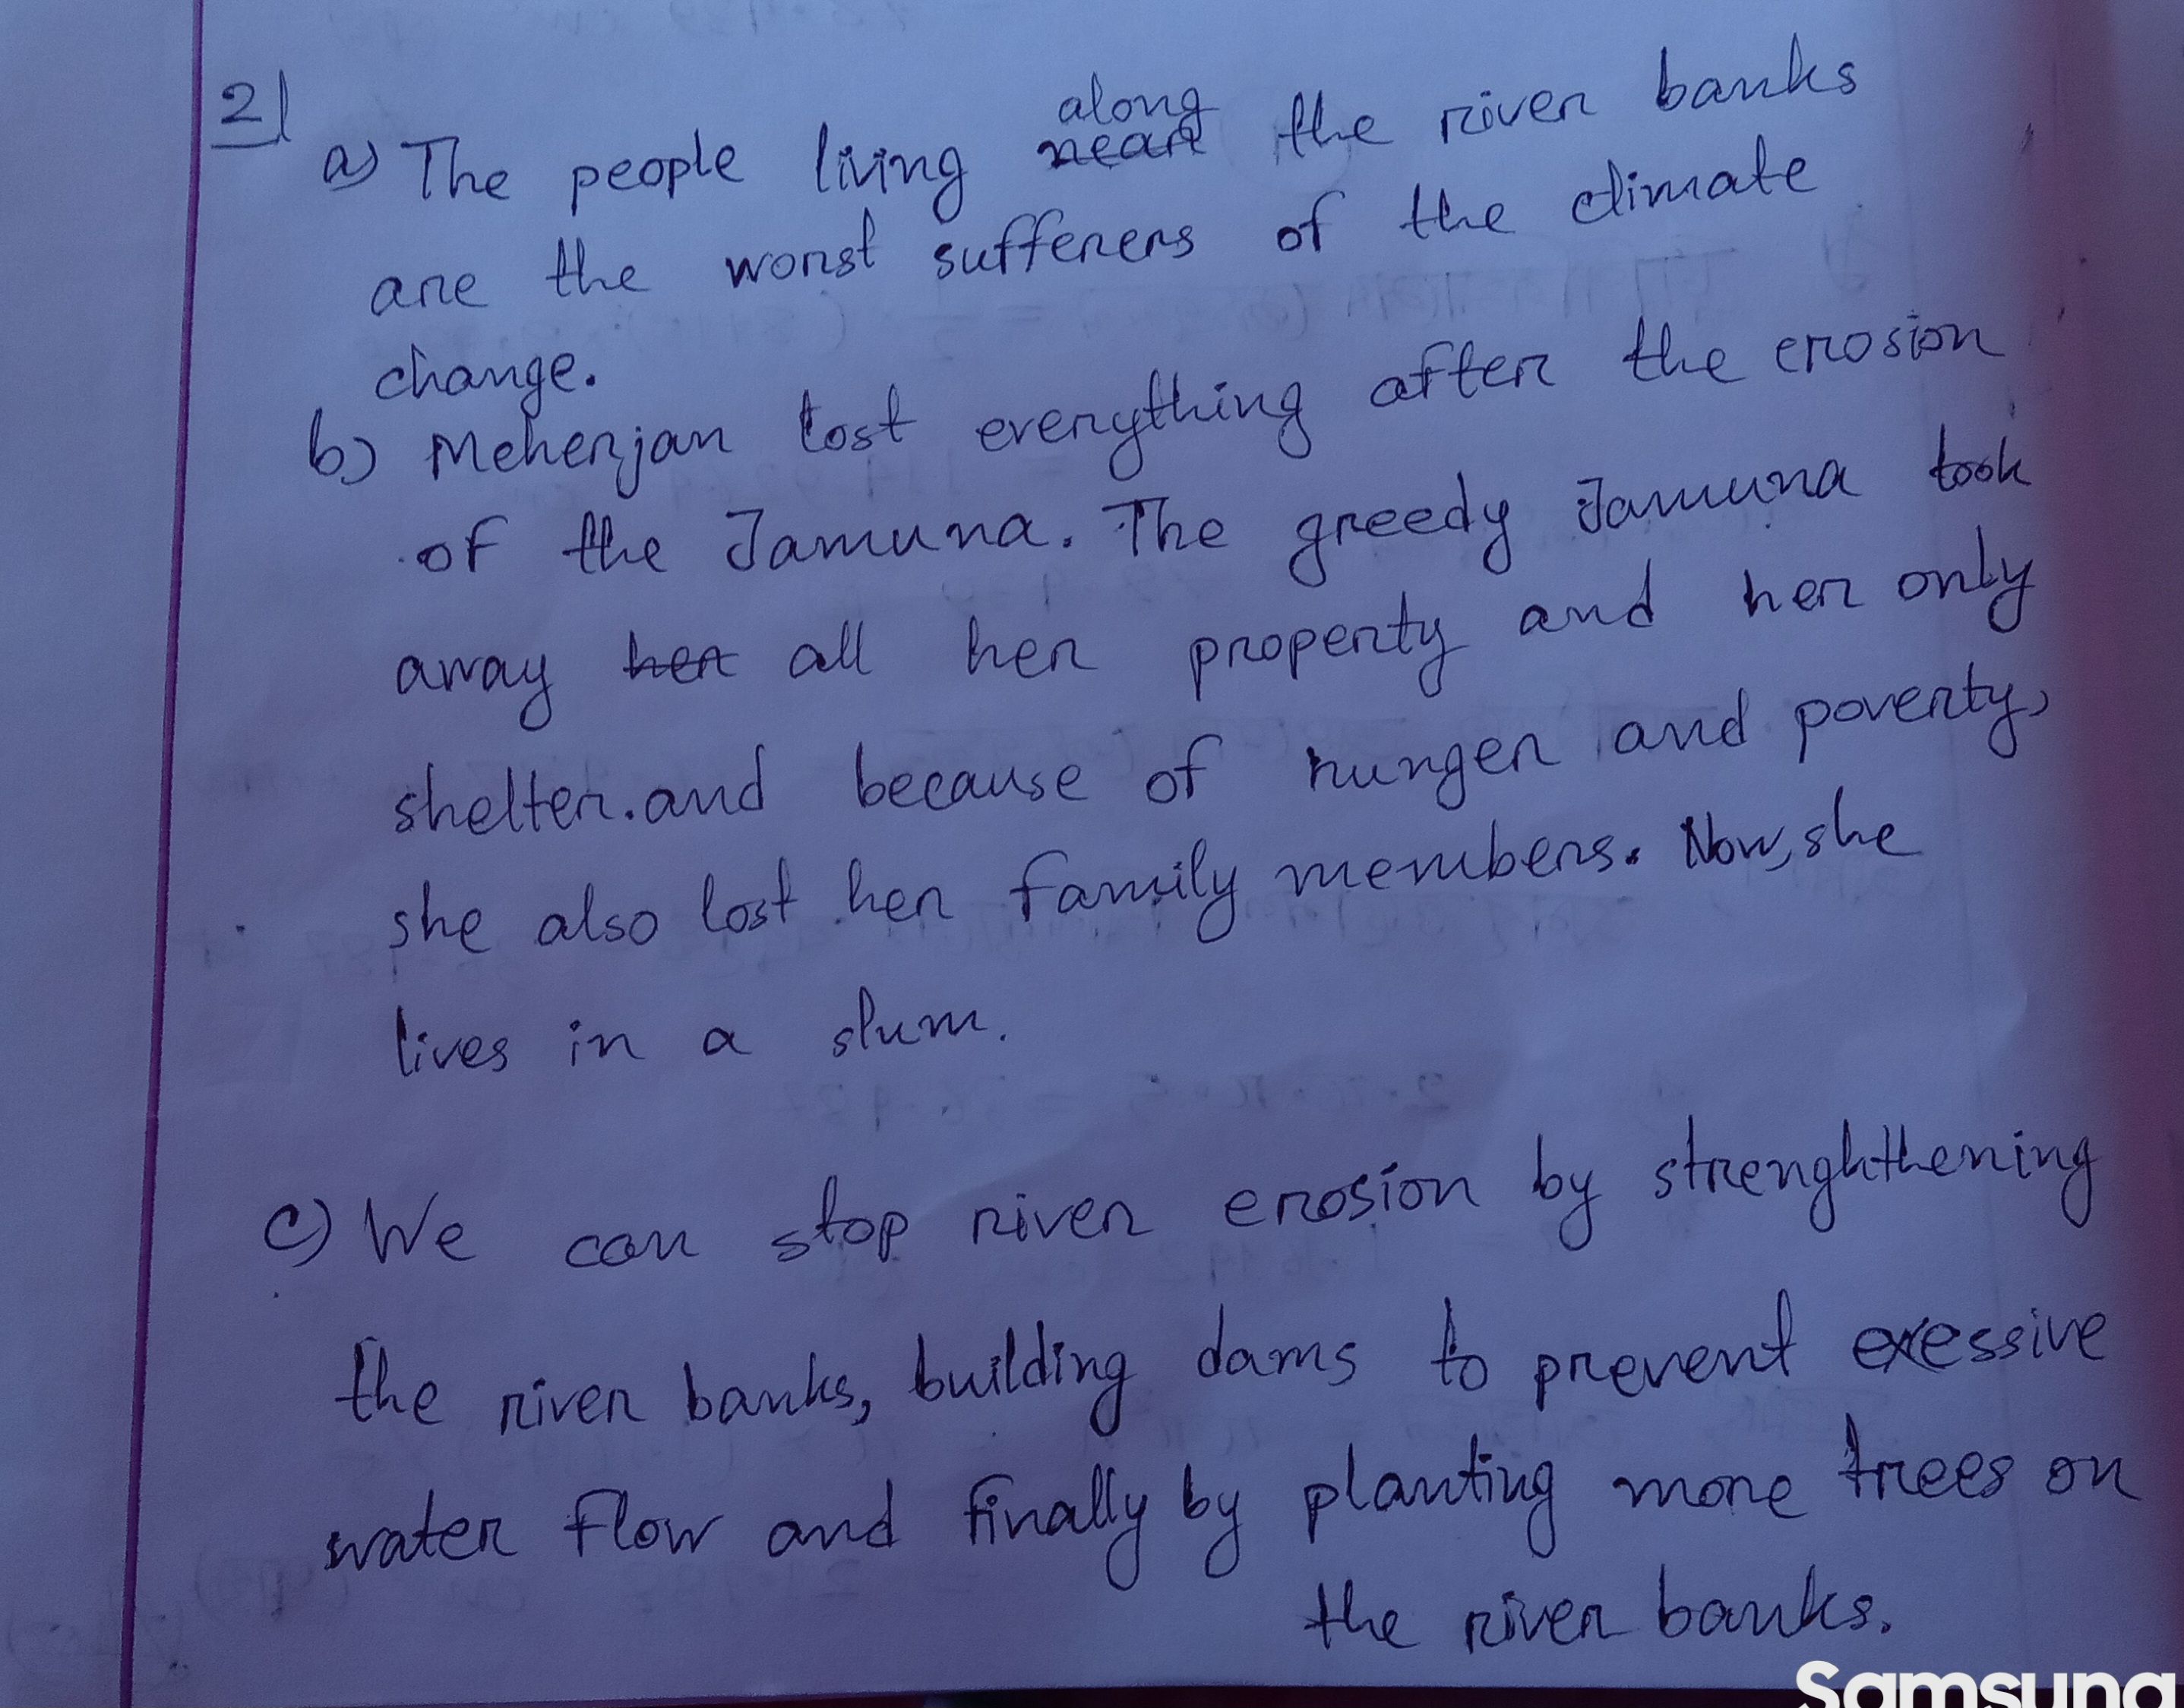 2)
a) The people living near along the river banks
are the worst sufferers of the climate
change.
b) Meherjan lost everything after the erosion
of the Jamuna. The greedy Jamuna took
away her all her property and her only
shelter. and because of hunger and poverty,
she also lost her family members. Now, she
lives in a slum.
c) We can stop river erosion by strenghthening
the river banks, building dams to prevent exessive
water flow and finally by planting more trees on
the river banks.
Samsung